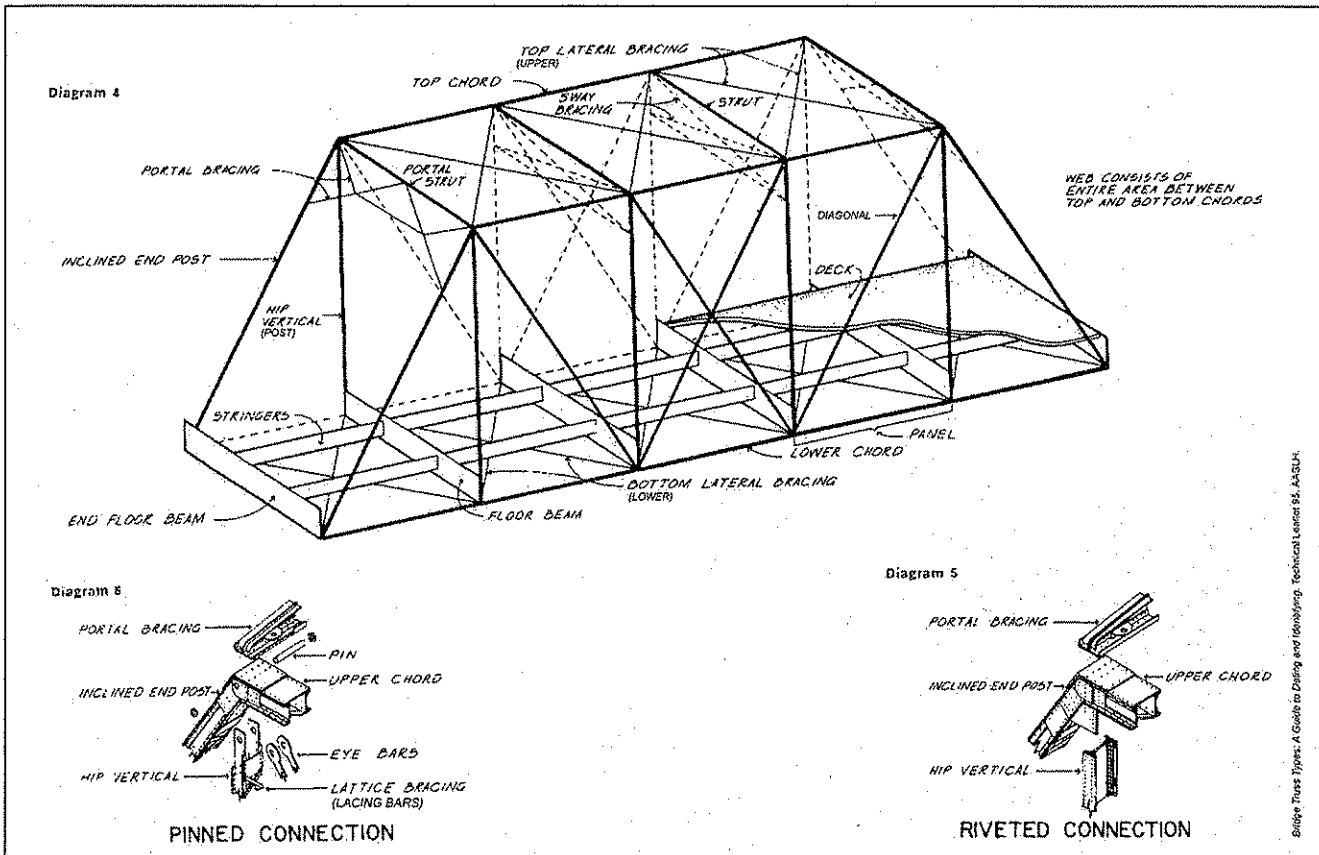 Diagram 4
TOP LATERAL BRACING
(UPPER)
TOP CHORD
SWAY
BRACING
STRUT
PORTAL BRACING
PORTAL
STRUT
WEB CONSISTS OF
ENTIRE AREA BETWEEN
TOP AND BOTTOM CHORDS
DIAGONAL
INCLINED END POST
DECK
HIP
VERTICAL
(POST)
STRINGERS
PANEL
LOWER CHORD
BOTTOM LATERAL BRACING
(LOWER)
FLOOR BEAM
END FLOOR BEAM
Diagram 6
PORTAL BRACING
PIN
UPPER CHORD
INCLINED END POST
EYE BARS
HIP VERTICAL
LATTICE BRACING
(LACING BARS)
PINNED CONNECTION
Diagram 5
PORTAL BRACING
UPPER CHORD
INCLINED END POST
HIP VERTICAL
RIVETED CONNECTION
Bridge Truss Types: A Guide to Dating and Identifying. Technical Leaflet 95. AASLH.